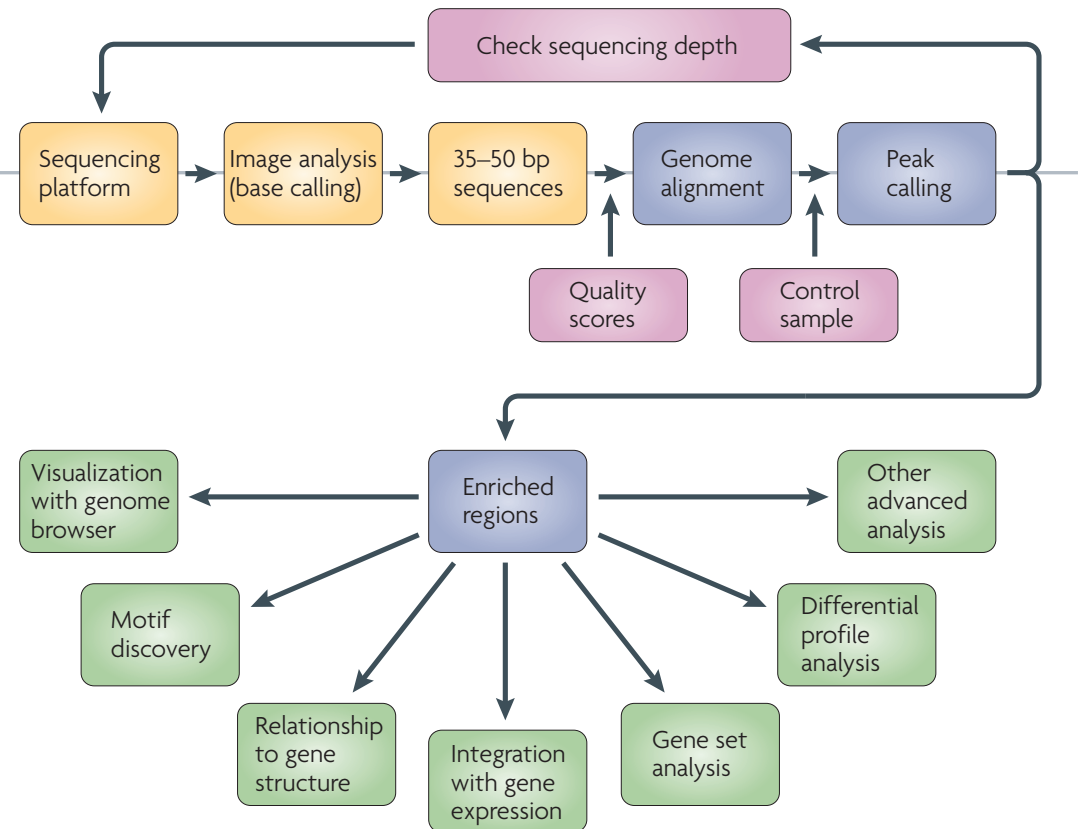 Check sequencing depth
Sequencing
platform
Image analysis
(base calling)
35–50 bp
sequences
Genome
alignment
Peak
calling
Quality
scores
Control
sample
Enriched
regions
Visualization
with genome
browser
Motif
discovery
Relationship
to gene
structure
Integration
with gene
expression
Gene set
analysis
Differential
profile
analysis
Other
advanced
analysis